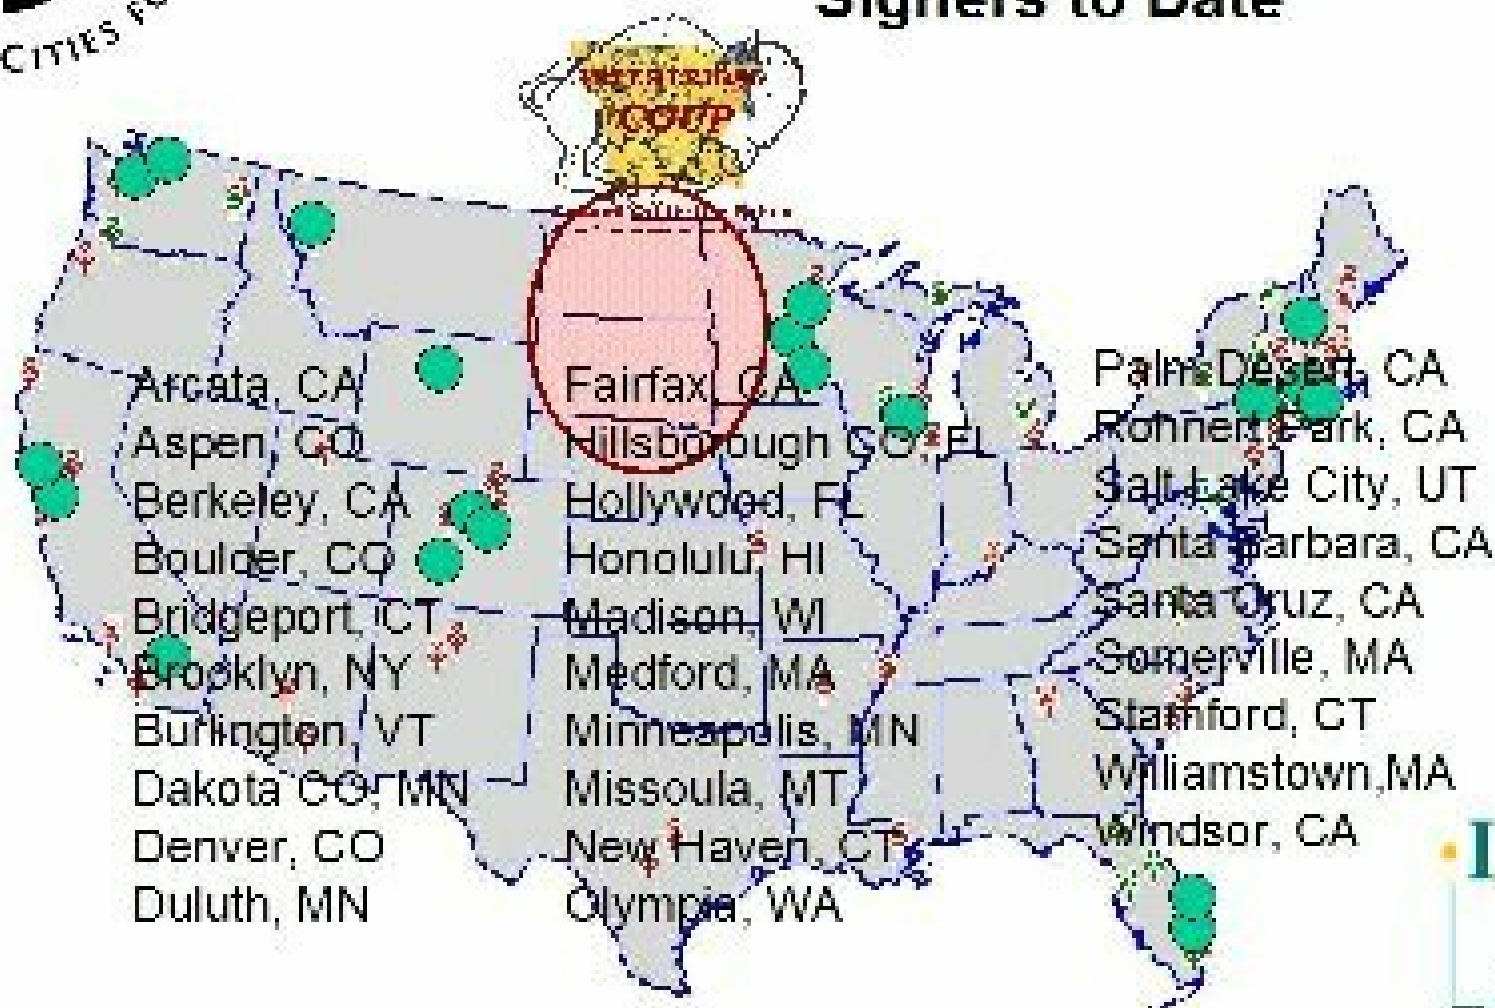 Signers to Date
CITIES FO
COUP
Arcata, CA
Aspen, CO
Berkeley, CA
Boulder, CO
Bridgeport, CT
Brooklyn, NY
Burlington, VT
Dakota CO, MN
Denver, CO
Duluth, MN
Fairfax, CA
Hillsborough CO, FL
Hollywood, FL
Honolulu, HI
Madison, WI
Medford, MA
Minneapolis, MN
Missoula, MT
New Haven, CT
Olympia, WA
Palm Desert, CA
Rohnert Park, CA
Salt Lake City, UT
Santa Barbara, CA
Santa Cruz, CA
Somerville, MA
Stamford, CT
Williamstown,MA
Windsor, CA